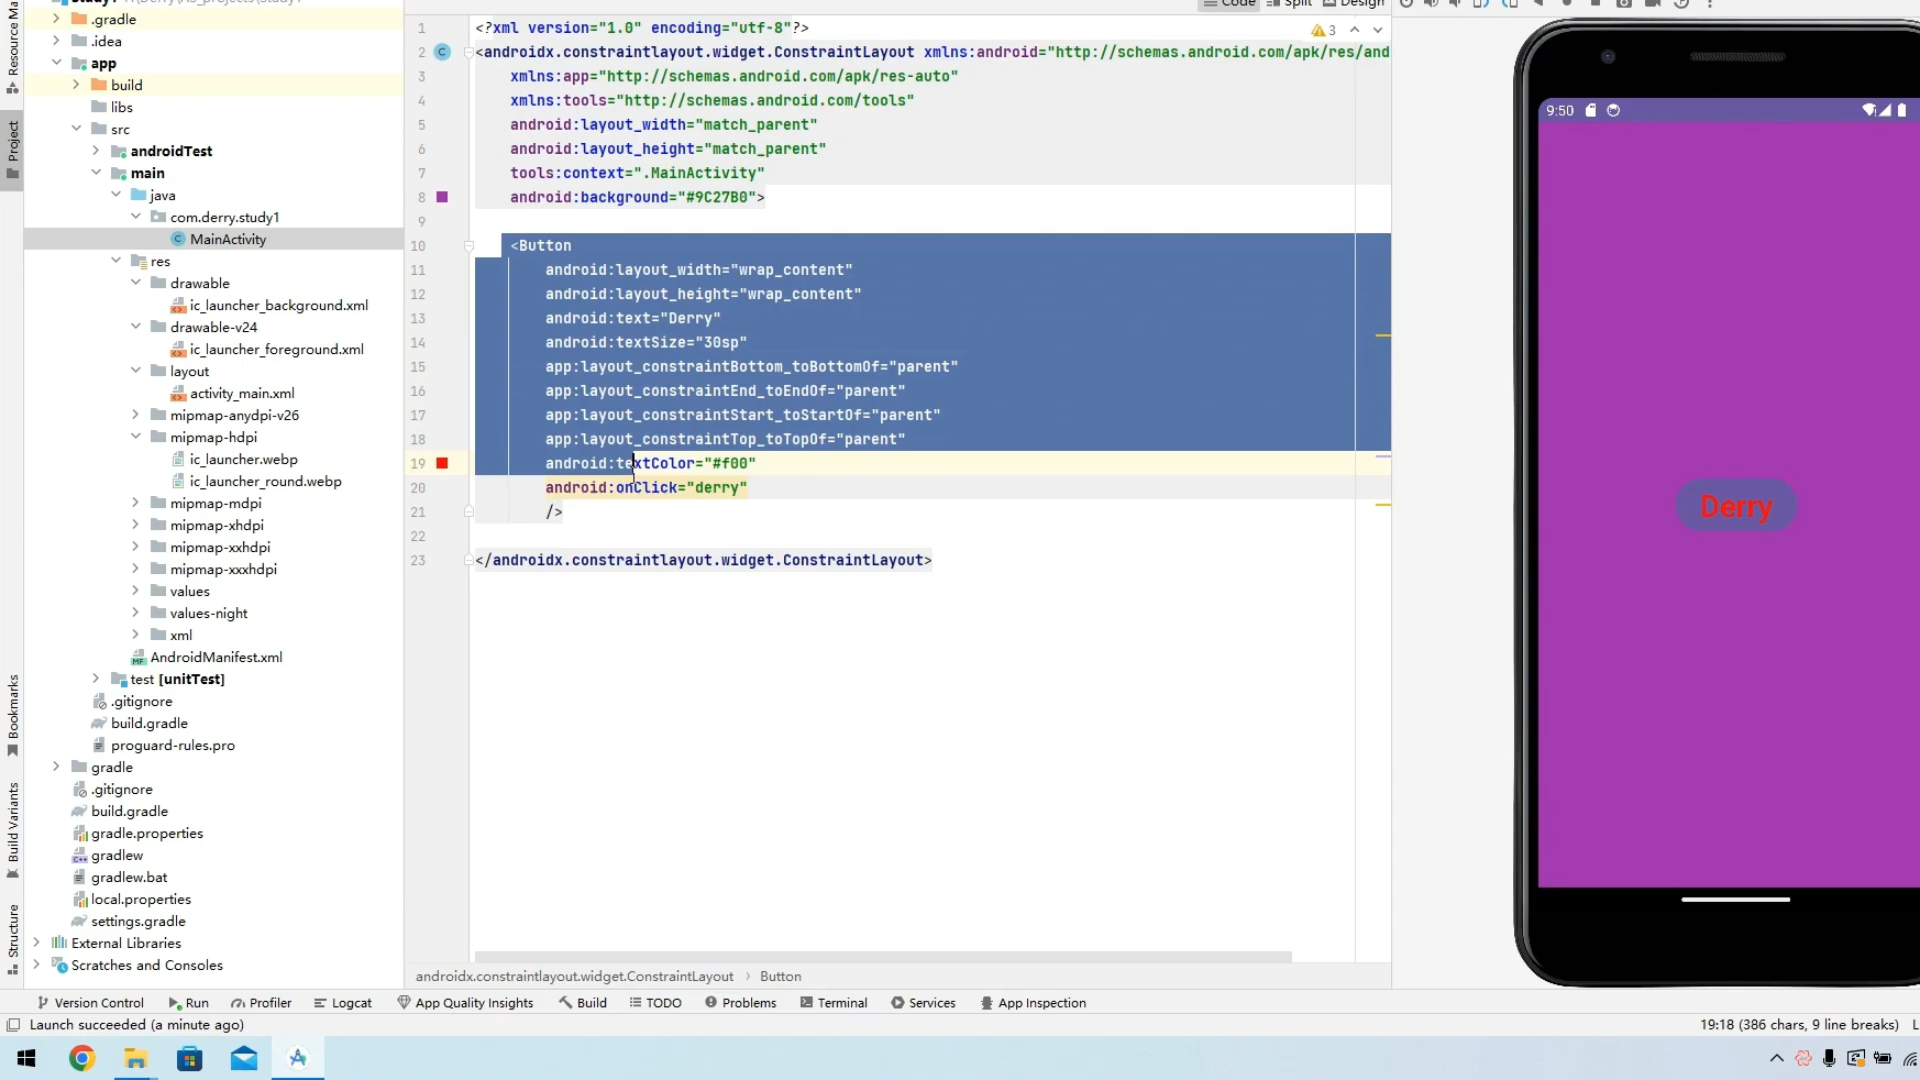 Code
Split
Design
.gradle
.idea
app
build
libs
src
androidTest
main
java
com.derry.study1
MainActivity
res
drawable
ic_launcher_background.xml
drawable-v24
ic_launcher_foreground.xml
layout
activity_main.xml
mipmap-anydpi-v26
mipmap-hdpi
ic_launcher.webp
ic_launcher_round.webp
mipmap-mdpi
mipmap-xhdpi
mipmap-xxhdpi
mipmap-xxxhdpi
values
values-night
xml
AndroidManifest.xml
test [unitTest]
.gitignore
build.gradle
proguard-rules.pro
gradle
.gitignore
build.gradle
gradle.properties
gradlew
gradlew.bat
local.properties
settings.gradle
External Libraries
Scratches and Consoles
Project
Bookmarks
Build Variants
Structure
1 <?xml version="1.0" encoding="utf-8"?>
2 <androidx.constraintlayout.widget.ConstraintLayout xmlns:android="http://schemas.android.com/apk/res/and
3 xmlns:app="http://schemas.android.com/apk/res-auto"
4 xmlns:tools="http://schemas.android.com/tools"
5 android:layout_width="match_parent"
6 android:layout_height="match_parent"
7 tools:context=".MainActivity"
8 android:background="#9C27B0">
9
10 <Button
11 android:layout_width="wrap_content"
12 android:layout_height="wrap_content"
13 android:text="Derry"
14 android:textSize="30sp"
15 app:layout_constraintBottom_toBottomOf="parent"
16 app:layout_constraintEnd_toEndOf="parent"
17 app:layout_constraintStart_toStartOf="parent"
18 app:layout_constraintTop_toTopOf="parent"
19 android:textColor="#f00"
20 android:onClick="derry"
21 />
22
23 </androidx.constraintlayout.widget.ConstraintLayout>
3
9:50
Derry
androidx.constraintlayout.widget.ConstraintLayout › Button
Version Control
Run
Profiler
Logcat
App Quality Insights
Build
TODO
Problems
Terminal
Services
App Inspection
Launch succeeded (a minute ago)
19:18 (386 chars, 9 line breaks)